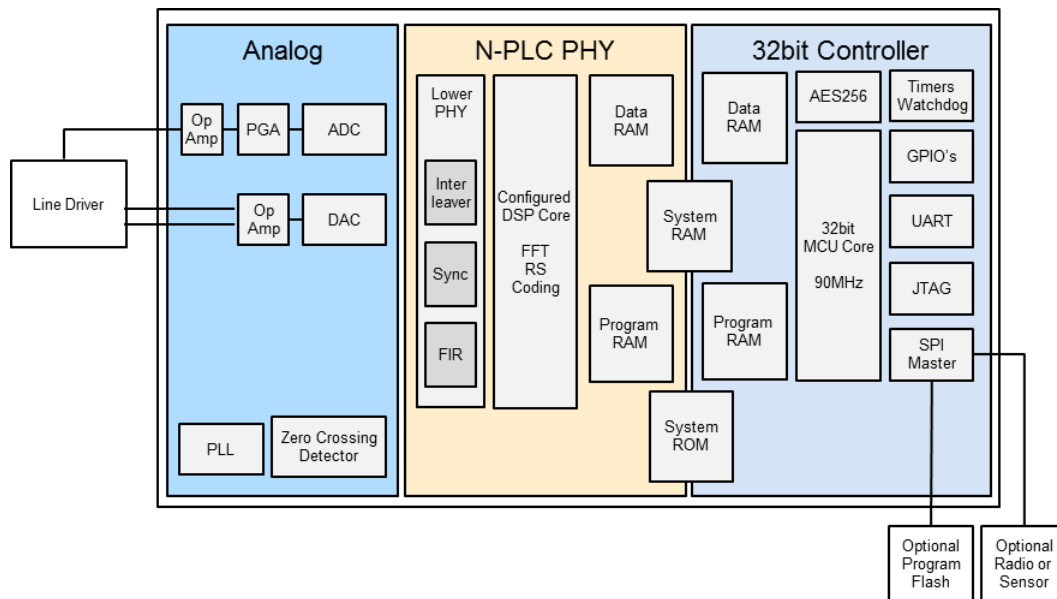 Analog
N-PLC PHY
32bit Controller
Op
Amp
PGA
ADC
Line Driver
Op
Amp
DAC
PLL
Zero Crossing
Detector
Lower
PHY
Inter
leaver
Sync
FIR
Configured
DSP Core
FFT
RS
Coding
Data
RAM
System
RAM
Program
RAM
System
ROM
Data
RAM
Program
RAM
AES256
32bit
MCU Core
90MHz
Timers
Watchdog
GPIO's
UART
JTAG
SPI
Master
Optional
Program
Flash
Optional
Radio or
Sensor